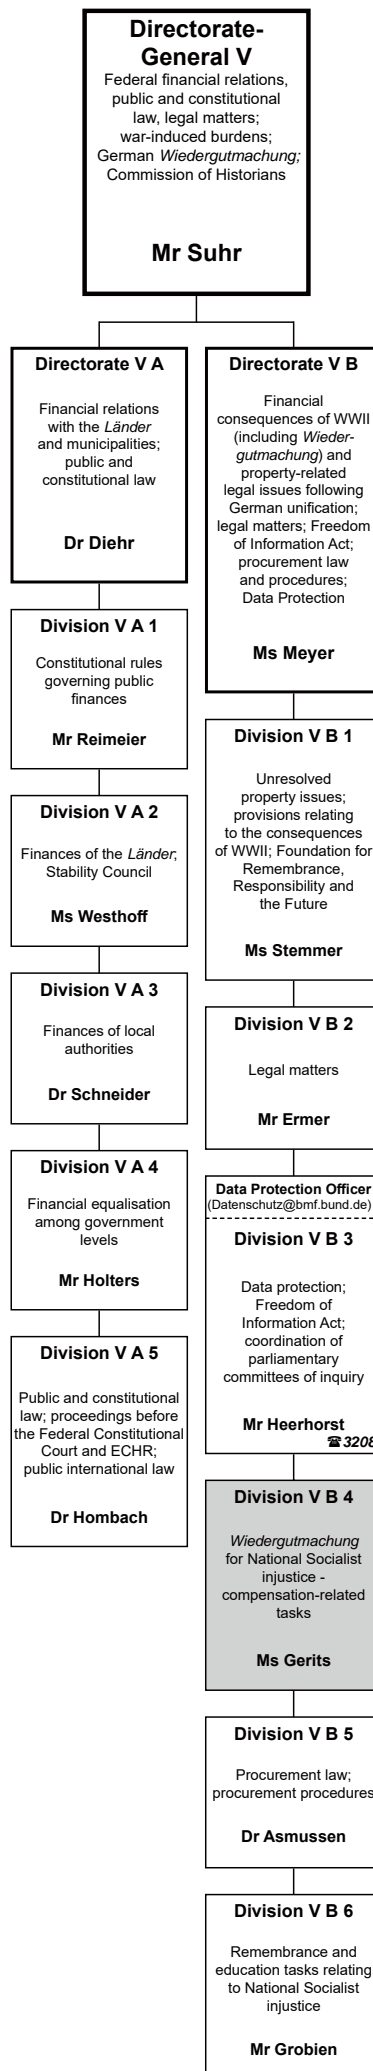 Directorate-
General V
Federal financial relations,
public and constitutional
law, legal matters;
war-induced burdens;
German Wiedergutmachung;
Commission of Historians
Mr Suhr
Directorate V A
Financial relations
with the Länder
and municipalities;
public and
constitutional law
Dr Diehr
Division V A 1
Constitutional rules
governing public
finances
Mr Reimeier
Division V A 2
Finances of the Länder;
Stability Council
Ms Westhoff
Division V A 3
Finances of local
authorities
Dr Schneider
Division V A 4
Financial equalisation
among government
levels
Mr Holters
Division V A 5
Public and constitutional
law; proceedings before
the Federal Constitutional
Court and ECHR;
public international law
Dr Hombach
Directorate V B
Financial
consequences of WWII
(including Wieder-
gutmachung) and
property-related
legal issues following
German unification;
legal matters; Freedom
of Information Act;
procurement law
and procedures;
Data Protection
Ms Meyer
Division V B 1
Unresolved
property issues;
provisions relating
to the consequences
of WWII; Foundation for
Remembrance,
Responsibility and
the Future
Ms Stemmer
Division V B 2
Legal matters
Mr Ermer
Data Protection Officer
(Datenschutz@bmf.bund.de)
Division V B 3
Data protection;
Freedom of
Information Act;
coordination of
parliamentary
committees of inquiry
Mr Heerhorst
☎3208
Division V B 4
Wiedergutmachung
for National Socialist
injustice -
compensation-related
tasks
Ms Gerits
Division V B 5
Procurement law;
procurement procedures
Dr Asmussen
Division V B 6
Remembrance and
education tasks relating
to National Socialist
injustice
Mr Grobien